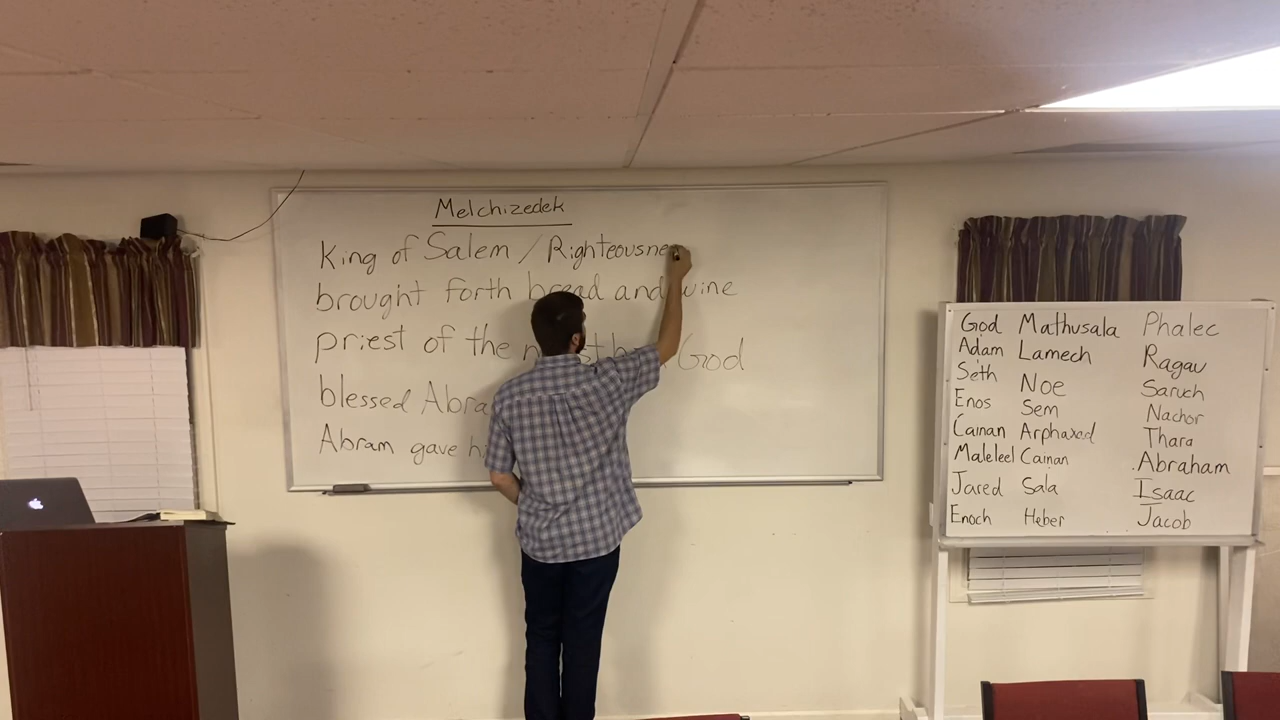 Melchizedek
King of Salem / Righteousne
brought forth bread and wine
priest of the God
blessed
Abram gave
God Mathusala Phalec
Adam Lamech Ragau
Seth Noe Saruch
Enos Sem Nachor
Cainan Arphaxad Thara
Maleleel Cainan Abraham
Jared Sala Isaac
Enoch Heber Jacob